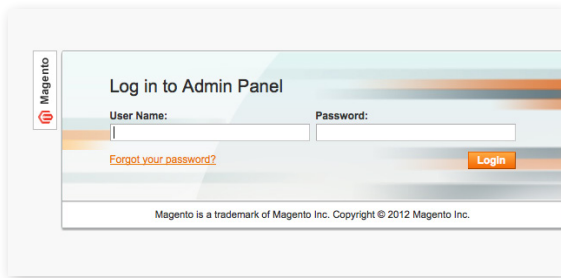 Magento
Log in to Admin Panel
User Name:
Password:
Forgot your password?
Login
Magento is a trademark of Magento Inc. Copyright © 2012 Magento Inc.